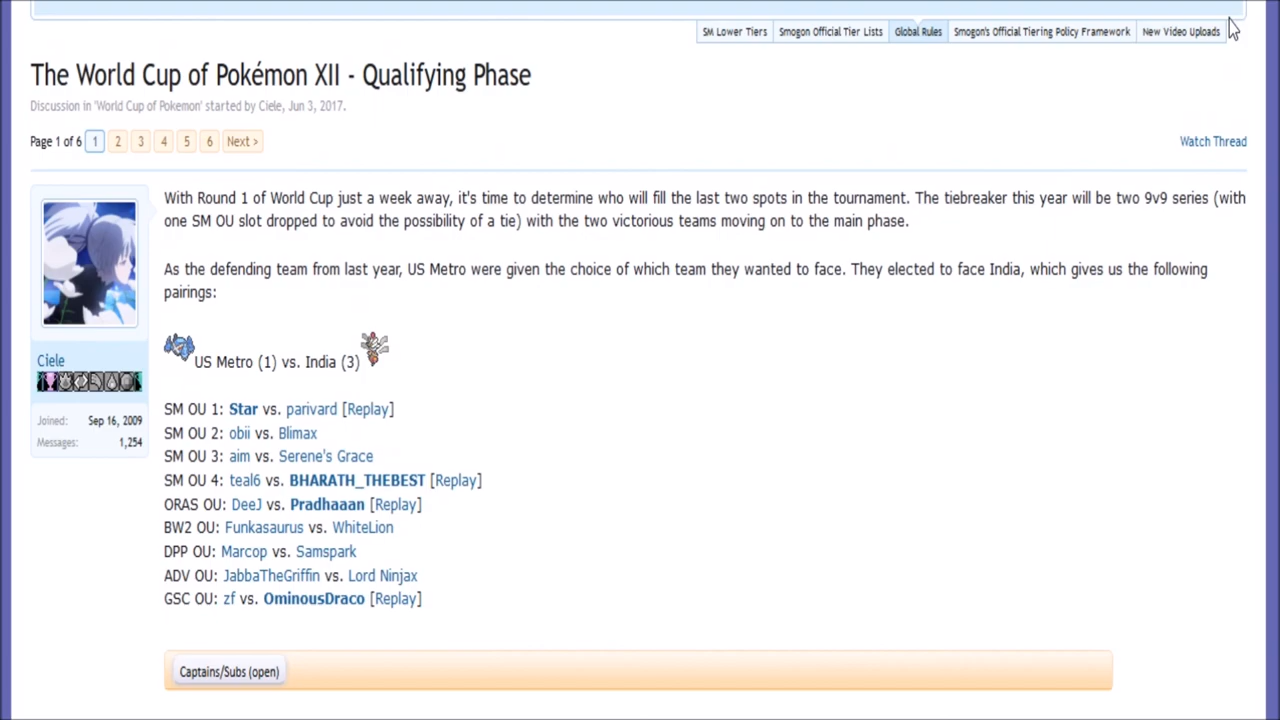 SM Lower Tiers Smogon Official Tier Lists Global Rules Smogon's Official Tiering Policy Framework New Video Uploads
The World Cup of Pokémon XII - Qualifying Phase
Discussion in 'World Cup of Pokemon' started by Ciele, Jun 3, 2017.
Page 1 of 6 1 2 3 4 5 6 Next > Watch Thread
With Round 1 of World Cup just a week away, it's time to determine who will fill the last two spots in the tournament. The tiebreaker this year will be two 9v9 series (with
one SM OU slot dropped to avoid the possibility of a tie) with the two victorious teams moving on to the main phase.
As the defending team from last year, US Metro were given the choice of which team they wanted to face. They elected to face India, which gives us the following
pairings:
US Metro (1) vs. India (3)
Ciele
Joined: Sep 16, 2009
Messages: 1,254
SM OU 1: Star vs. parivard [Replay]
SM OU 2: obii vs. Blimax
SM OU 3: aim vs. Serene's Grace
SM OU 4: teal6 vs. BHARATH_THEBEST [Replay]
ORAS OU: DeeJ vs. Pradhaaan [Replay]
BW2 OU: Funkasaurus vs. WhiteLion
DPP OU: Marcop vs. Samspark
ADV OU: JabbaTheGriffin vs. Lord Ninjax
GSC OU: zf vs. OminousDraco [Replay]
Captains/Subs (open)